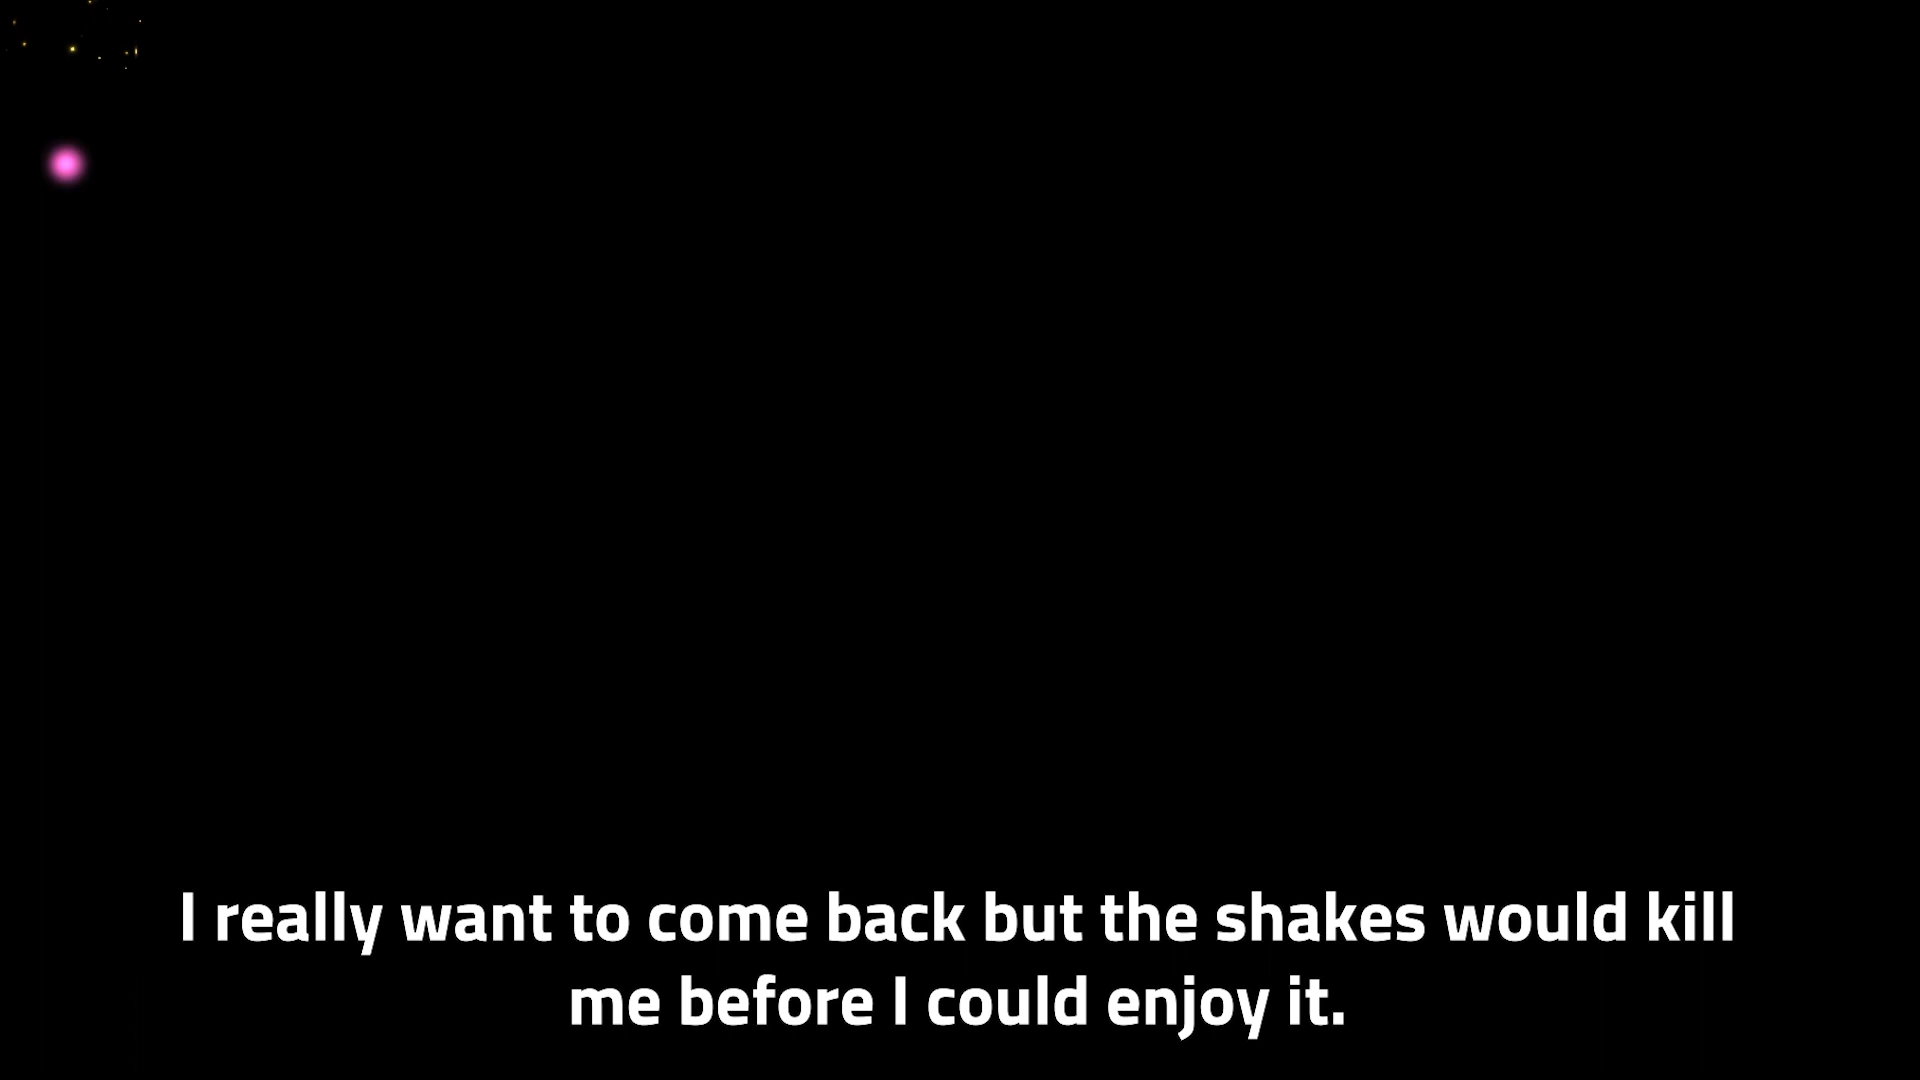 I really want to come back but the shakes would kill
me before I could enjoy it.